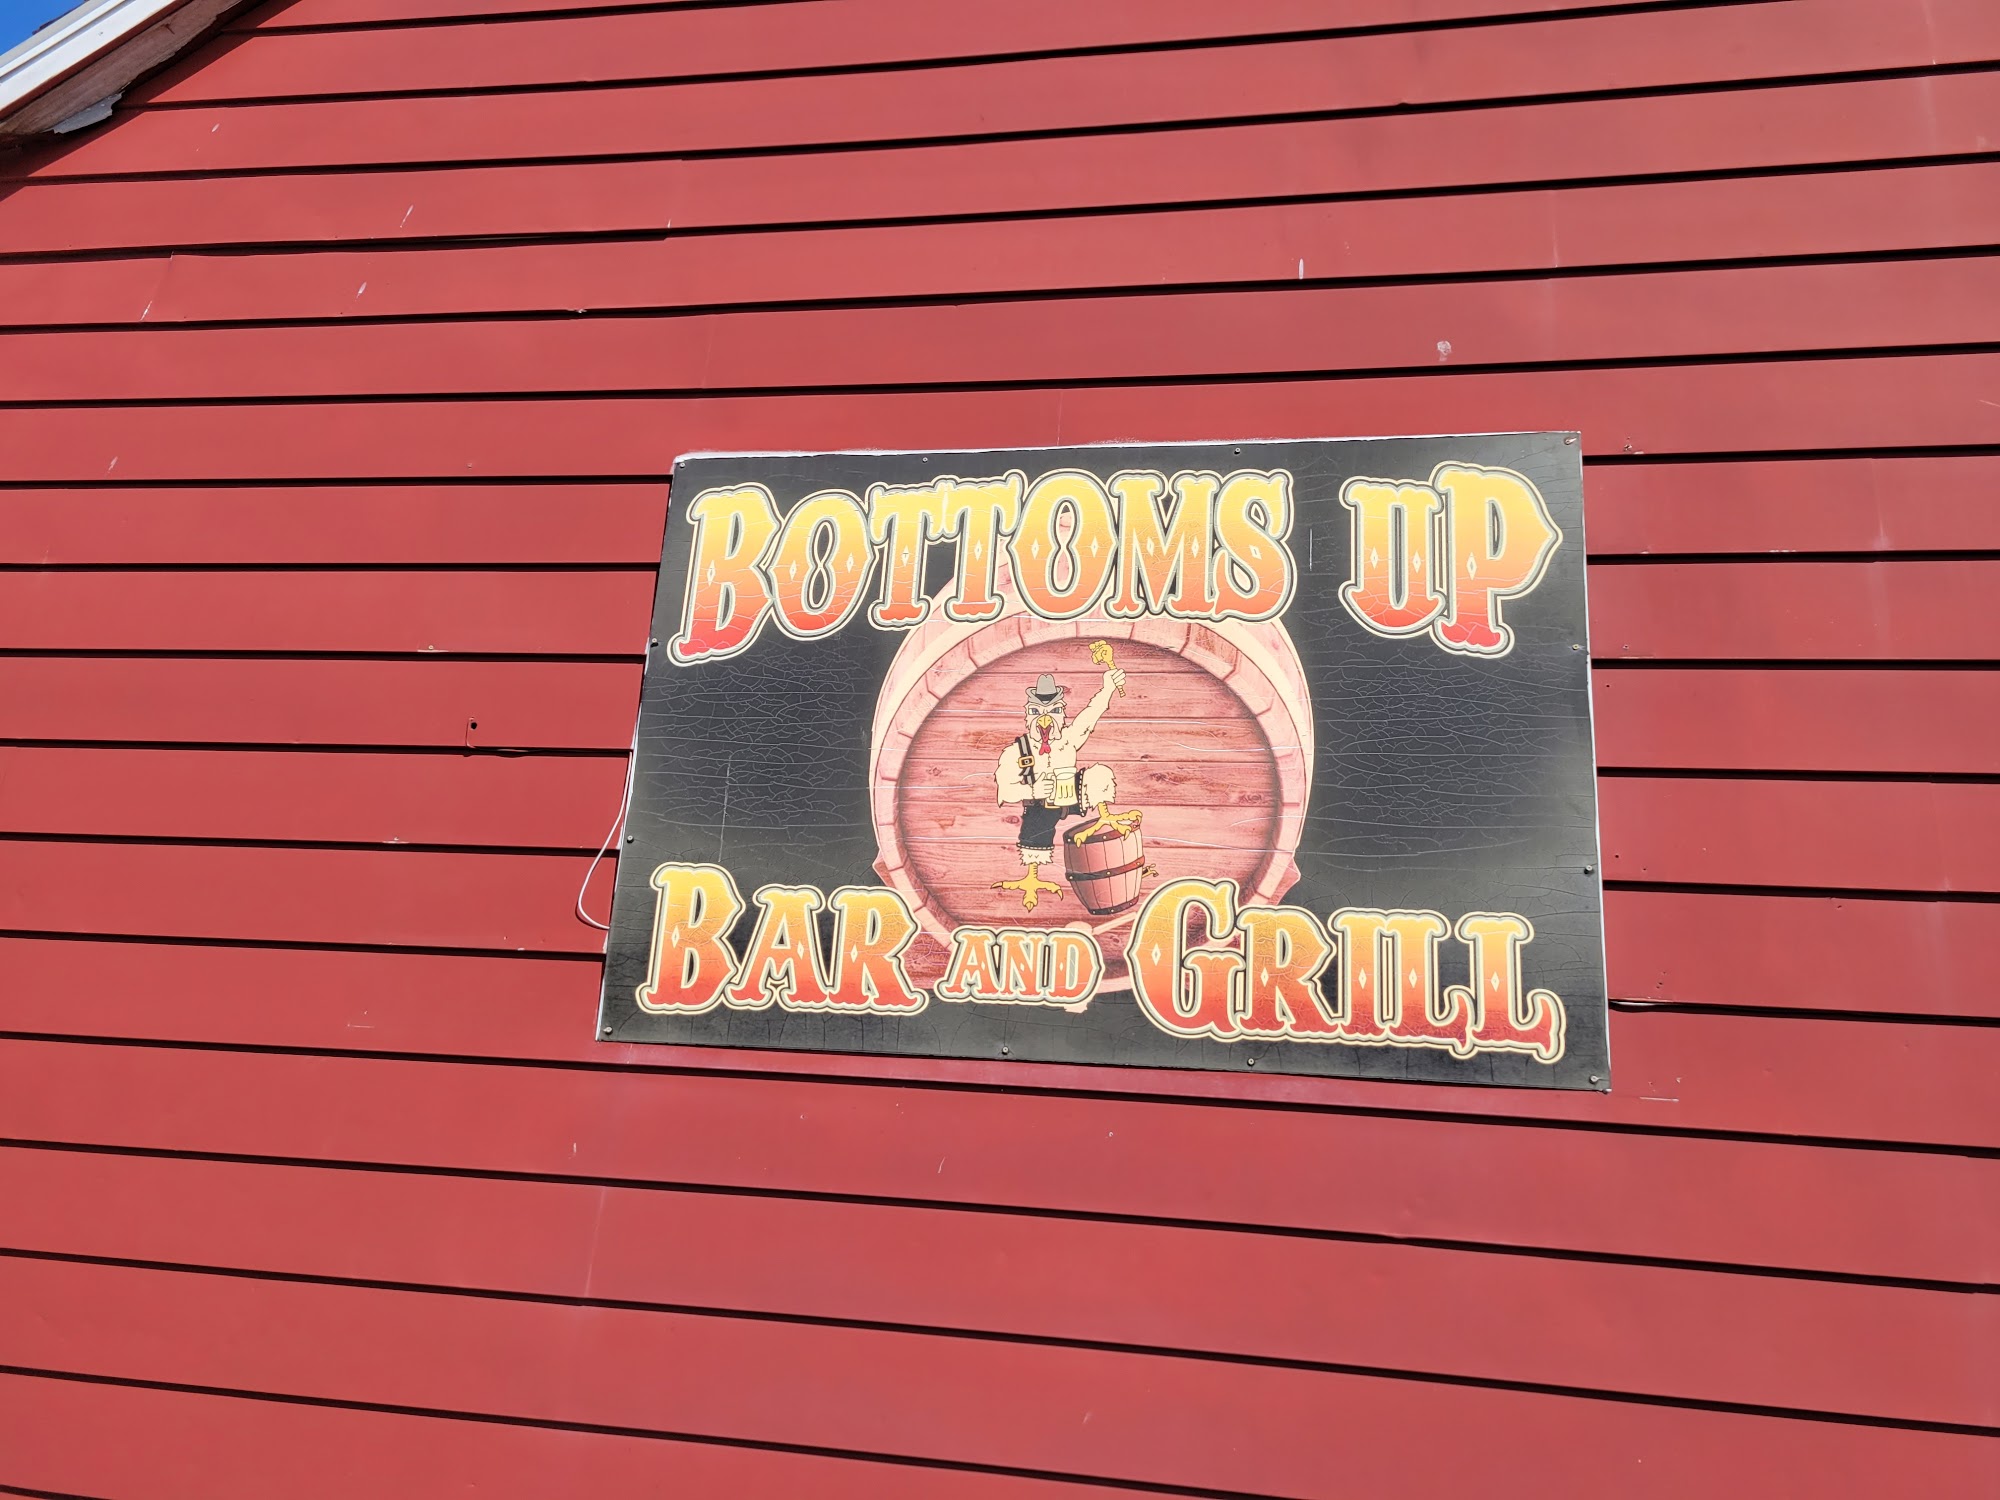 BOTTOMS UP
BAR AND GRILL